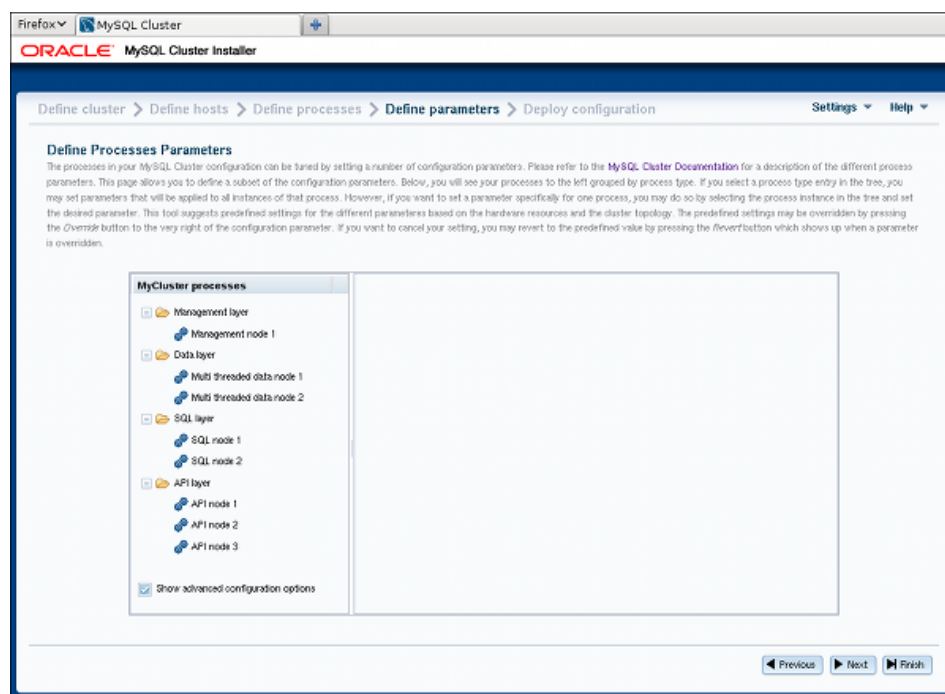 Firefox
MySQL Cluster
ORACLE MySQL Cluster Installer
Define cluster > Define hosts > Define processes > Define parameters > Deploy configuration Settings Help
Define Processes Parameters
The processes in your MySQL Cluster configuration can be tuned by setting a number of configuration parameters. Please refer to the MySQL Cluster Documentation for a description of the different process
parameters. This page allows you to define a subset of the configuration parameters. Below, you will see your processes to the left grouped by process type. If you select a process type entry in the tree, you
may set parameters that will be applied to all instances of that process. However, if you want to set a parameter specifically for one process, you may do so by selecting the process instance in the tree and set
the desired parameter. This tool suggests predefined settings for the different parameteres based on the hardware resources and the cluster topology. The predefined settings may be overridden by pressing
the Override button to the very right of the configuration parameter. If you want to cancel your setting, you may revert to the predefined value by pressing the Revert button which shows up when a parameter
is overridden.
MyCluster processes
Management layer
Management node 1
Data layer
Multi threaded data node 1
Multi threaded data node 2
SQL layer
SQL node 1
SQL node 2
API layer
API node 1
API node 2
API node 3
Show advanced configuration options
Previous Next Finish